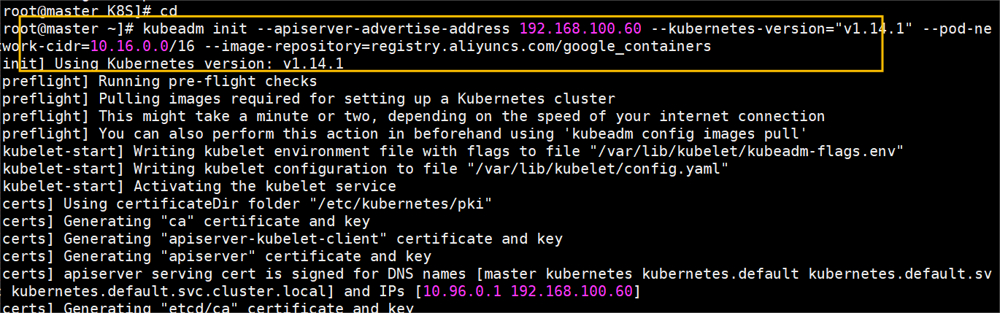 root@master K8S]# cd
root@master ~]# kubeadm init --apiserver-advertise-address 192.168.100.60 --kubernetes-version="v1.14.1" --pod-ne
twork-cidr=10.16.0.0/16 --image-repository=registry.aliyuncs.com/google_containers
init] Using Kubernetes version: v1.14.1
preflight] Running pre-flight checks
preflight] Pulling images required for setting up a Kubernetes cluster
preflight] This might take a minute or two, depending on the speed of your internet connection
preflight] You can also perform this action in beforehand using 'kubeadm config images pull'
kubelet-start] Writing kubelet environment file with flags to file "/var/lib/kubelet/kubeadm-flags.env"
kubelet-start] Writing kubelet configuration to file "/var/lib/kubelet/config.yaml"
kubelet-start] Activating the kubelet service
certs] Using certificateDir folder "/etc/kubernetes/pki"
certs] Generating "ca" certificate and key
certs] Generating "apiserver-kubelet-client" certificate and key
certs] Generating "apiserver" certificate and key
certs] apiserver serving cert is signed for DNS names [master kubernetes kubernetes.default kubernetes.default.sv
c kubernetes.default.svc.cluster.local] and IPs [10.96.0.1 192.168.100.60]
certs] Generating "etcd/ca" certificate and key